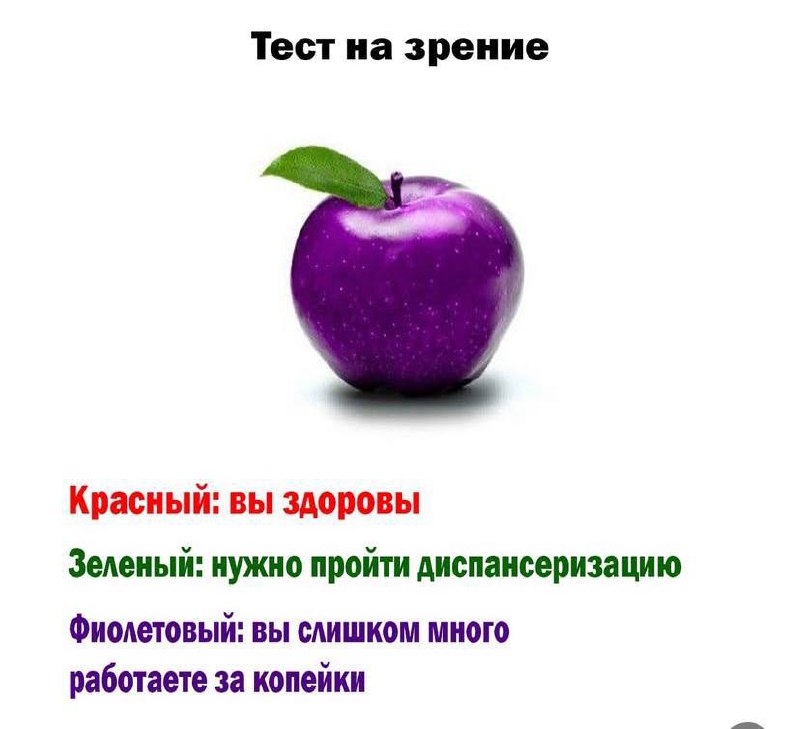 Тест на зрение
Красный: вы здоровы
Зеленый: нужно пройти диспансеризацию
Фиолетовый: вы слишком много
работаете за копейки